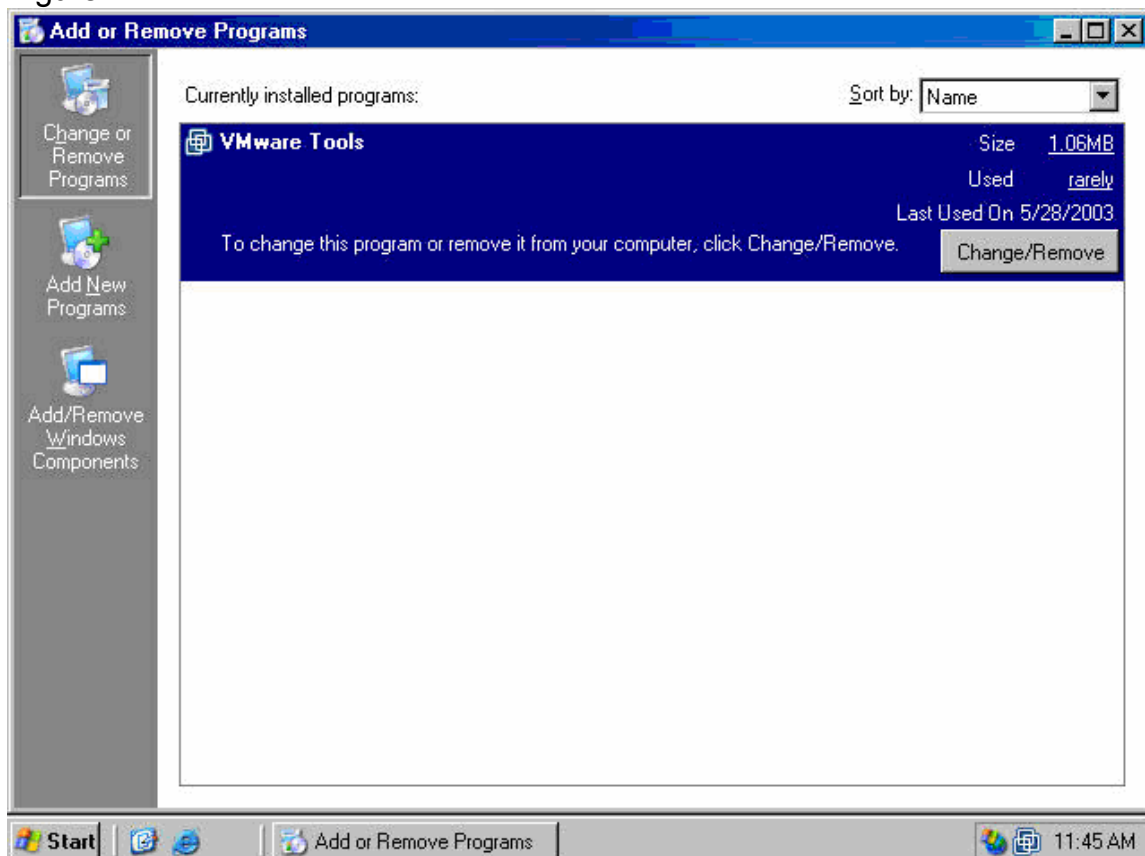 Add or Remove Programs
Change or
Remove
Programs
Add New
Programs
Add/Remove
Windows
Components
Currently installed programs:
Sort by: Name
VMware Tools
Size 1.06MB
Used rarely
Last Used On 5/28/2003
To change this program or remove it from your computer, click Change/Remove.
Change/Remove
Start
Add or Remove Programs
11:45 AM